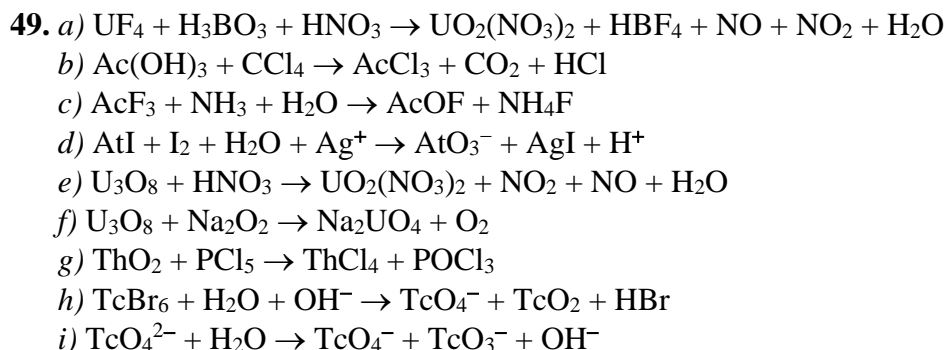 49. a) UF₄ + H₃BO₃ + HNO₃ → UO₂(NO₃)₂ + HBF₄ + NO + NO₂ + H₂O
b) Ac(OH)₃ + CCl₄ → AcCl₃ + CO₂ + HCl
c) AcF₃ + NH₃ + H₂O → AcOF + NH₄F
d) AtI + I₂ + H₂O + Ag⁺ → AtO₃⁻ + AgI + H⁺
e) U₃O₈ + HNO₃ → UO₂(NO₃)₂ + NO₂ + NO + H₂O
f) U₃O₈ + Na₂O₂ → Na₂UO₄ + O₂
g) ThO₂ + PCl₅ → ThCl₄ + POCl₃
h) TcBr₆ + H₂O + OH⁻ → TcO₄⁻ + TcO₂ + HBr
i) TcO₄²⁻ + H₂O → TcO₄⁻ + TcO₃⁻ + OH⁻